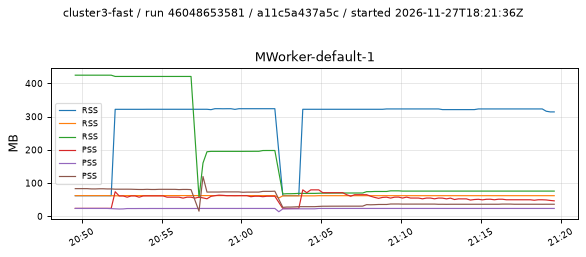 cluster3-fast / run 46048653581 / a11c5a437a5c / started 2026-11-27T18:21:36Z
MWorker-default-1
MB
400
300
200
100
0
RSS
RSS
RSS
PSS
PSS
PSS
20:50
20:55
21:00
21:05
21:10
21:15
21:20